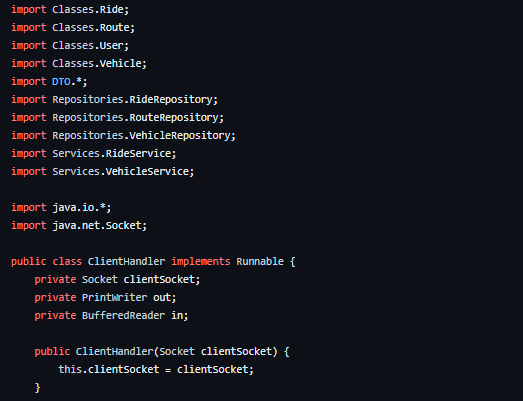 import Classes.Ride;
import Classes.Route;
import Classes.User;
import Classes.Vehicle;
import DTO.*;
import Repositories.RideRepository;
import Repositories.RouteRepository;
import Repositories.VehicleRepository;
import Services.RideService;
import Services.VehicleService;

import java.io.*;
import java.net.Socket;

public class ClientHandler implements Runnable {
    private Socket clientSocket;
    private PrintWriter out;
    private BufferedReader in;

    public ClientHandler(Socket clientSocket) {
        this.clientSocket = clientSocket;
    }